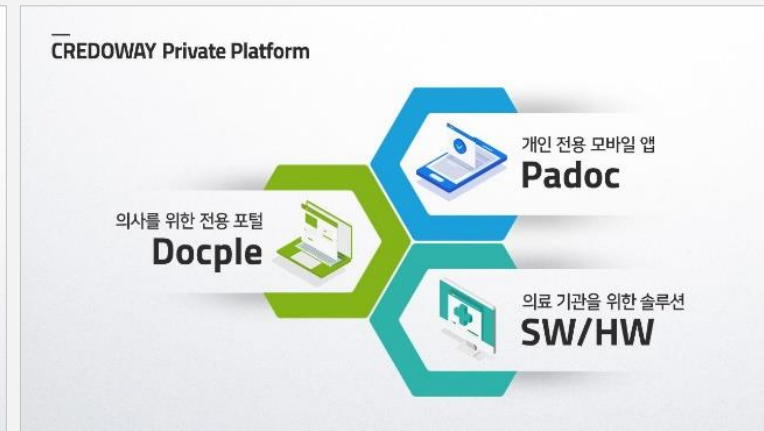 CREDOWAY Private Platform
개인 전용 모바일 앱
Padoc
의사를 위한 전용 포털
Docple
의료 기관을 위한 솔루션
SW/HW